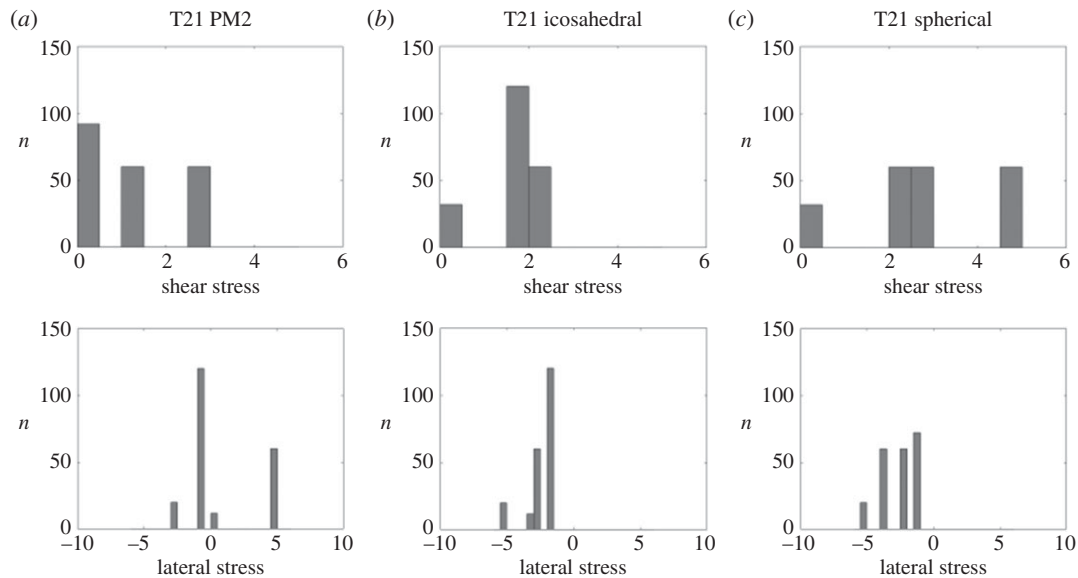 (a) T21 PM2
150
100
n
50
0
0 2 4 6
shear stress
150
100
n
50
0
–10 –5 0 5 10
lateral stress
(b) T21 icosahedral
150
100
n
50
0
0 2 4 6
shear stress
150
100
n
50
0
–10 –5 0 5 10
lateral stress
(c) T21 spherical
150
100
n
50
0
0 2 4 6
shear stress
150
100
n
50
0
–10 –5 0 5 10
lateral stress